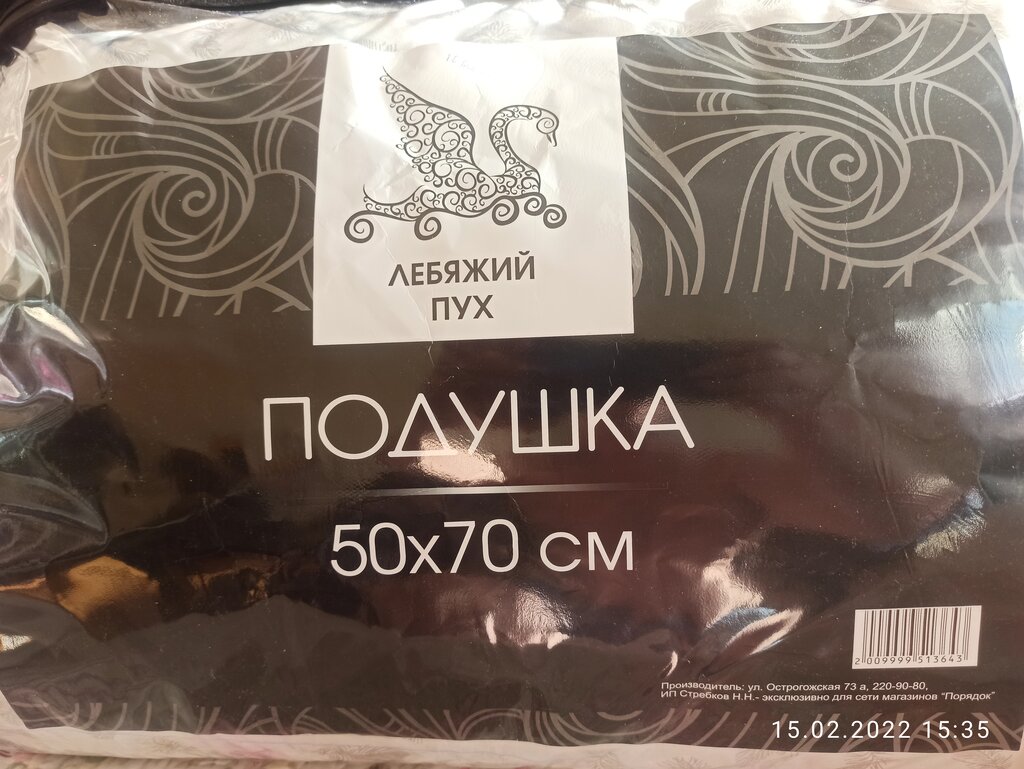 ЛЕБЯЖИЙ
ПУХ
ПОДУШКА
50х70 см
2 009999 513643
Производитель: ул. Острогожская 73 а, 220-90-80,
ИП Стребков Н.Н.- эксклюзивно для сети магазинов "Порядок"
15.02.2022 15:35